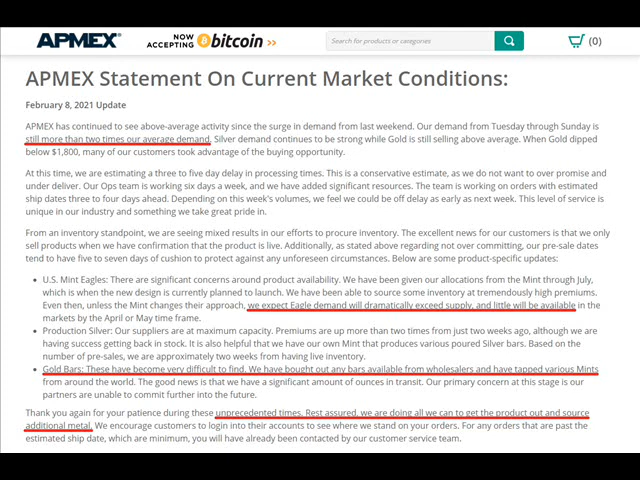 APMEX®
NOW
ACCEPTING
bitcoin >>
Search for products or categories
(0)
APMEX Statement On Current Market Conditions:
February 8, 2021 Update
APMEX has continued to see above-average activity since the surge in demand from last weekend. Our demand from Tuesday through Sunday is
still more than two times our average demand. Silver demand continues to be strong while Gold is still selling above average. When Gold dipped
below $1,800, many of our customers took advantage of the buying opportunity.
At this time, we are estimating a three to five day delay in processing times. This is a conservative estimate, as we do not want to over promise and
under deliver. Our Ops team is working six days a week, and we have added significant resources. The team is working on orders with estimated
ship dates three to four days ahead. Depending on this week's volumes, we feel we could be off delay as early as next week. This level of service is
unique in our industry and something we take great pride in.
From an inventory standpoint, we are seeing mixed results in our efforts to procure inventory. The excellent news for our customers is that we only
sell products when we have confirmation that the product is live. Additionally, as stated above regarding not over committing, our pre-sale dates
tend to have five to seven days of cushion to protect against any unforeseen circumstances. Below are some product-specific updates:
• U.S. Mint Eagles: There are significant concerns around product availability. We have been given our allocations from the Mint through July,
which is when the new design is currently planned to launch. We have been able to source some inventory at tremendously high premiums.
Even then, unless the Mint changes their approach, we expect Eagle demand will dramatically exceed supply, and little will be available in the
markets by the April or May time frame.
• Production Silver: Our suppliers are at maximum capacity. Premiums are up more than two times from just two weeks ago, although we are
having success getting back in stock. It is also helpful that we have our own Mint that produces various poured Silver bars. Based on the
number of pre-sales, we are approximately two weeks from having live inventory.
• Gold Bars: These have become very difficult to find. We have bought out any bars available from wholesalers and have tapped various Mints
from around the world. The good news is that we have a significant amount of ounces in transit. Our primary concern at this stage is our
partners are unable to commit further into the future.
Thank you again for your patience during these unprecedented times. Rest assured, we are doing all we can to get the product out and source
additional metal. We encourage customers to login into their accounts to see where we stand on your orders. For any orders that are past the
estimated ship date, which are minimum, you will have already been contacted by our customer service team.